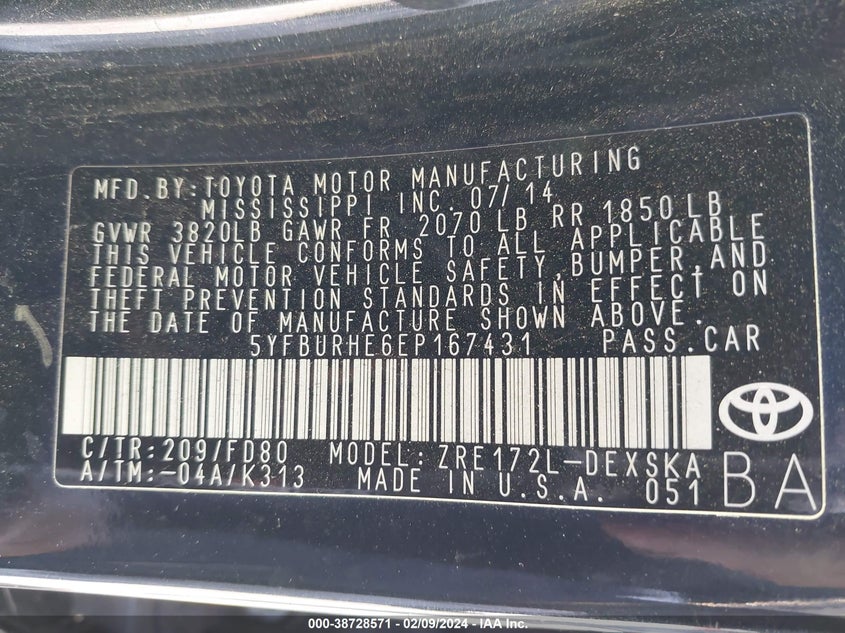 MFD. BY: TOYOTA MOTOR MANUFACTURING
MISSISSIPPI INC. 07/14
GVWR 3820LB GAWR FR 2070 LB RR 1850 LB
THIS VEHICLE CONFORMS TO ALL APPLICABLE
FEDERAL MOTOR VEHICLE SAFETY, BUMPER, AND
THEFT PREVENTION STANDARDS IN EFFECT ON
THE DATE OF MANUFACTURE SHOWN ABOVE.
5YFBURHE6EP167431 PASS. CAR
C/TR: 209/FD80 MODEL: ZRE172L-DEXSKA
A/TM: -04A/K313 MADE IN U.S.A. 051
BA
000-38728571 — 02/09/2024 — IAA Inc.